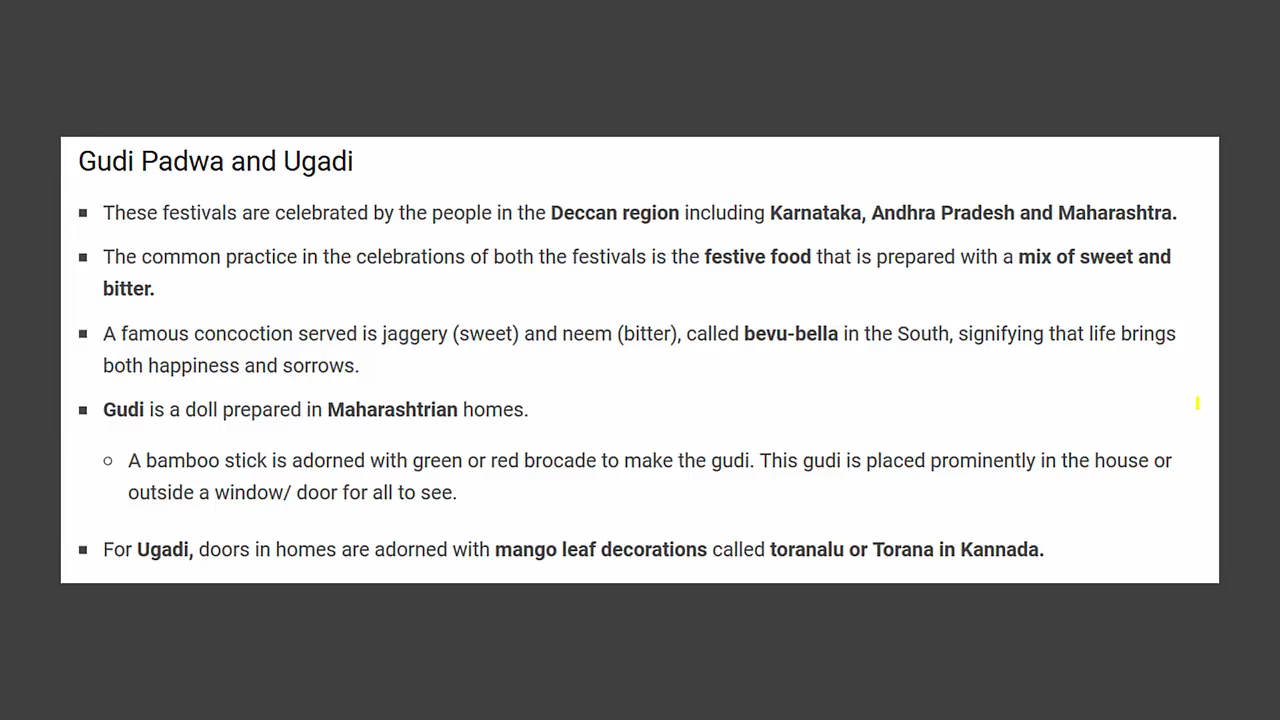 Gudi Padwa and Ugadi
▪ These festivals are celebrated by the people in the Deccan region including Karnataka, Andhra Pradesh and Maharashtra.
▪ The common practice in the celebrations of both the festivals is the festive food that is prepared with a mix of sweet and
bitter.
▪ A famous concoction served is jaggery (sweet) and neem (bitter), called bevu-bella in the South, signifying that life brings
both happiness and sorrows.
▪ Gudi is a doll prepared in Maharashtrian homes.
○ A bamboo stick is adorned with green or red brocade to make the gudi. This gudi is placed prominently in the house or
outside a window/ door for all to see.
▪ For Ugadi, doors in homes are adorned with mango leaf decorations called toranalu or Torana in Kannada.